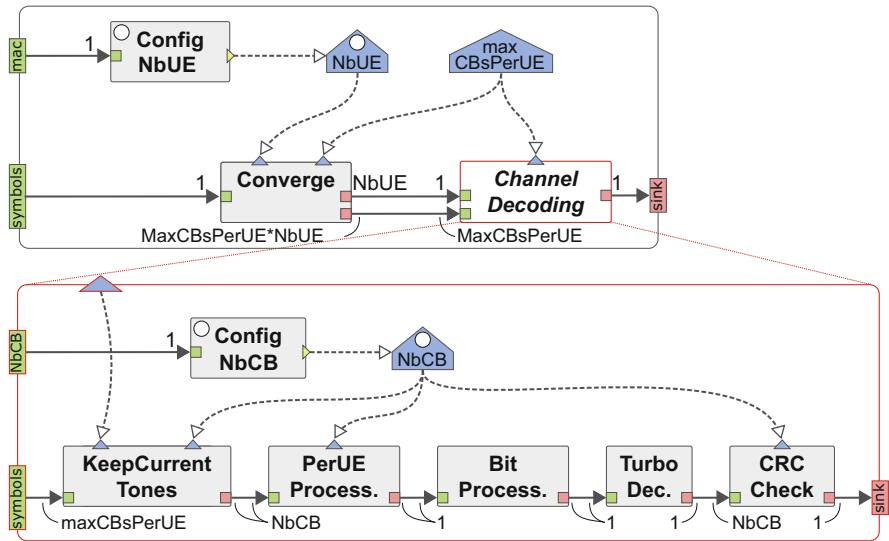 mac
1
Config
NbUE
NbUE
max
CBsPerUE
symbols
1
Converge
NbUE
1
Channel
Decoding
1
sink
MaxCBsPerUE*NbUE
MaxCBsPerUE
NbCB
1
Config
NbCB
NbCB
symbols
KeepCurrent
Tones
PerUE
Process.
Bit
Process.
Turbo
Dec.
CRC
Check
sink
maxCBsPerUE
NbCB
1
1
1
NbCB
1